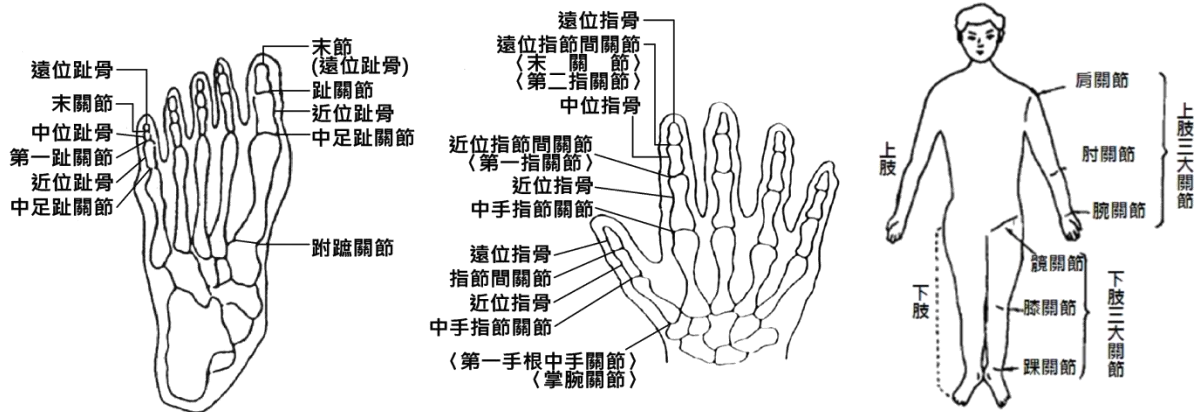 遠位趾骨
末關節
中位趾骨
第一趾關節
近位趾骨
中足趾關節
末節
(遠位趾骨)
趾關節
近位趾骨
中足趾關節
跗蹠關節
遠位指骨
遠位指節間關節
〈末關節〉
〈第二指關節〉
中位指骨
近位指節間關節
〈第一指關節〉
近位指骨
中手指節關節
遠位指骨
指節間關節
近位指骨
中手指節關節
〈第一手根中手關節〉
〈掌腕關節〉
上肢
肩關節
肘關節
腕關節
上肢三大關節
下肢
髖關節
膝關節
踝關節
下肢三大關節